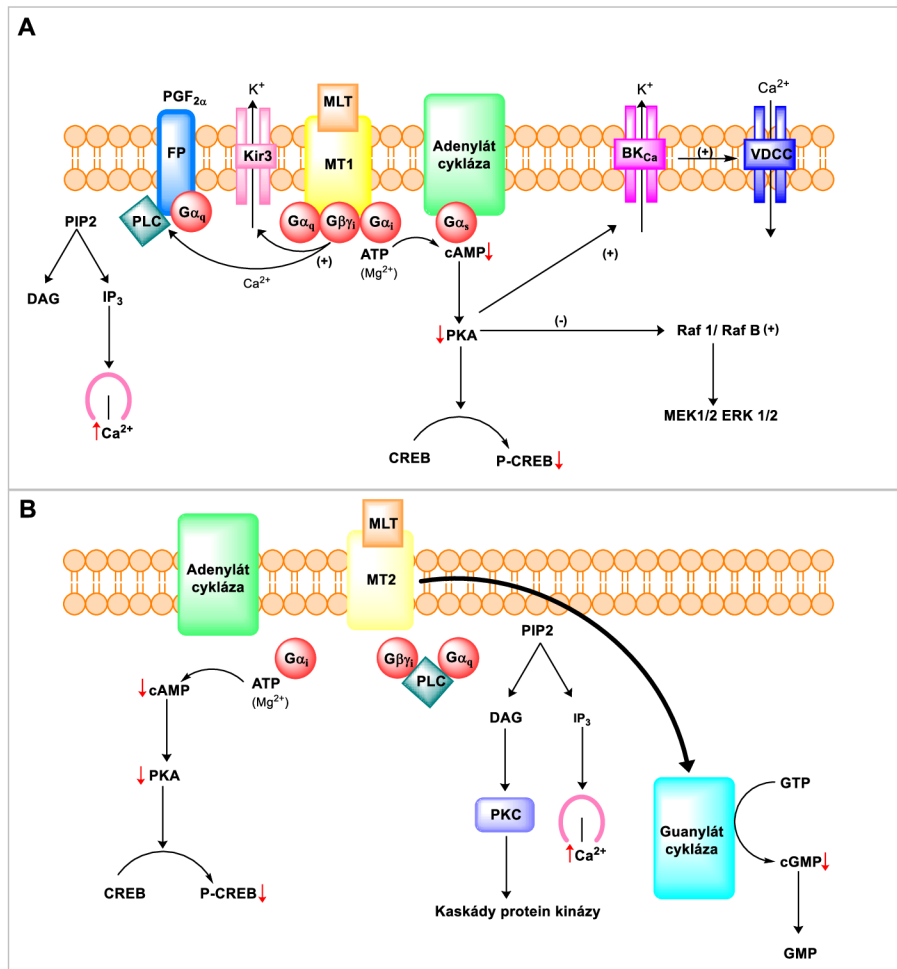 A
PGF2α
K+
MLT
K+
Ca2+
FP
Kir3
MT1
Adenylát
cykláza
BKCa
(+)
VDCC
PLC
Gαq
Gαq
Gβγi
Gαi
Gαs
PIP2
Ca2+
(+)
ATP
(Mg2+)
cAMP↓
(+)
DAG
IP3
↓PKA
(-)
Raf 1/ Raf B (+)
↑Ca2+
MEK1/2 ERK 1/2
CREB
P-CREB↓
B
MLT
Adenylát
cykláza
MT2
Gαi
Gβγi
Gαq
PLC
PIP2
↓cAMP
ATP
(Mg2+)
DAG
IP3
↓PKA
PKC
↑Ca2+
GTP
Guanylát
cykláza
cGMP↓
CREB
P-CREB↓
Kaskády protein kinázy
GMP